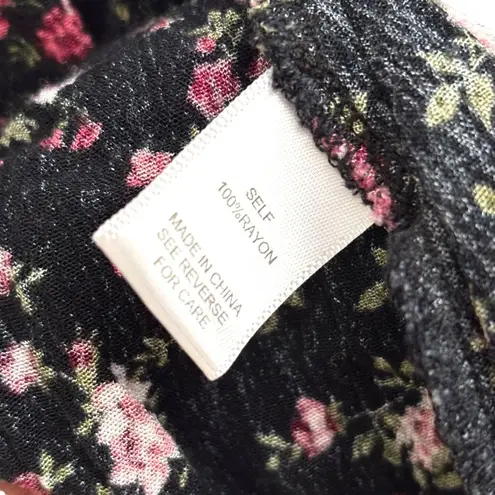 SELF
100%RAYON
MADE IN CHINA
SEE REVERSE
FOR CARE